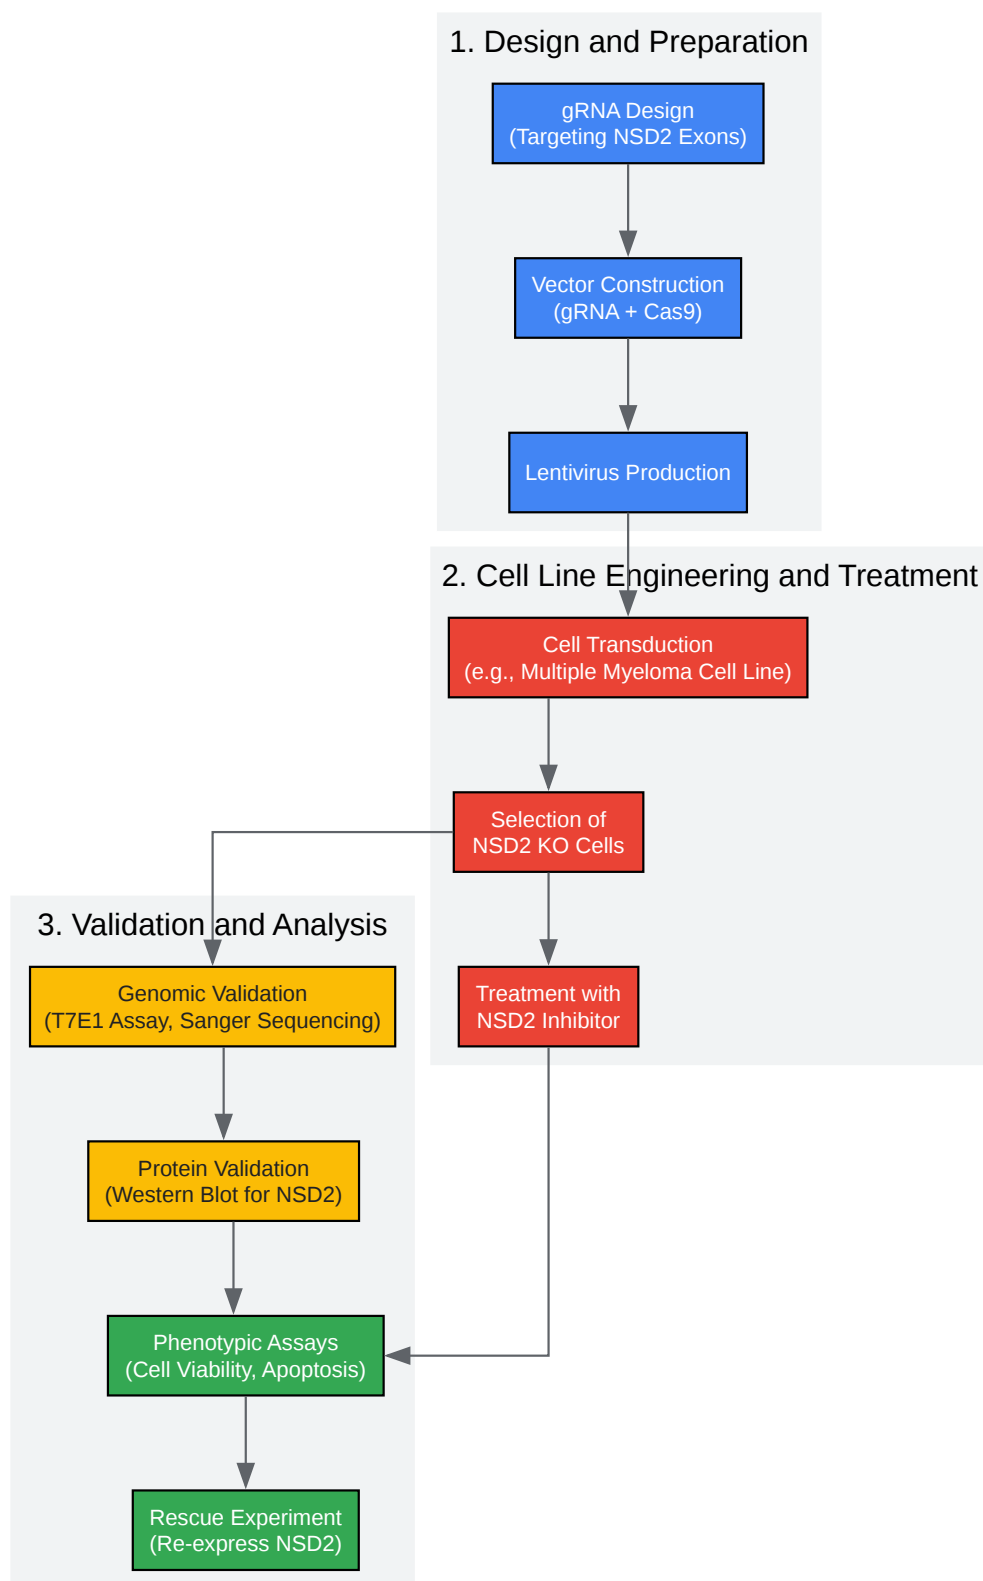 1. Design and Preparation
gRNA Design
(Targeting NSD2 Exons)
Vector Construction
(gRNA + Cas9)
Lentivirus Production
2. Cell Line Engineering and Treatment
Cell Transduction
(e.g., Multiple Myeloma Cell Line)
Selection of
NSD2 KO Cells
Treatment with
NSD2 Inhibitor
3. Validation and Analysis
Genomic Validation
(T7E1 Assay, Sanger Sequencing)
Protein Validation
(Western Blot for NSD2)
Phenotypic Assays
(Cell Viability, Apoptosis)
Rescue Experiment
(Re-express NSD2)